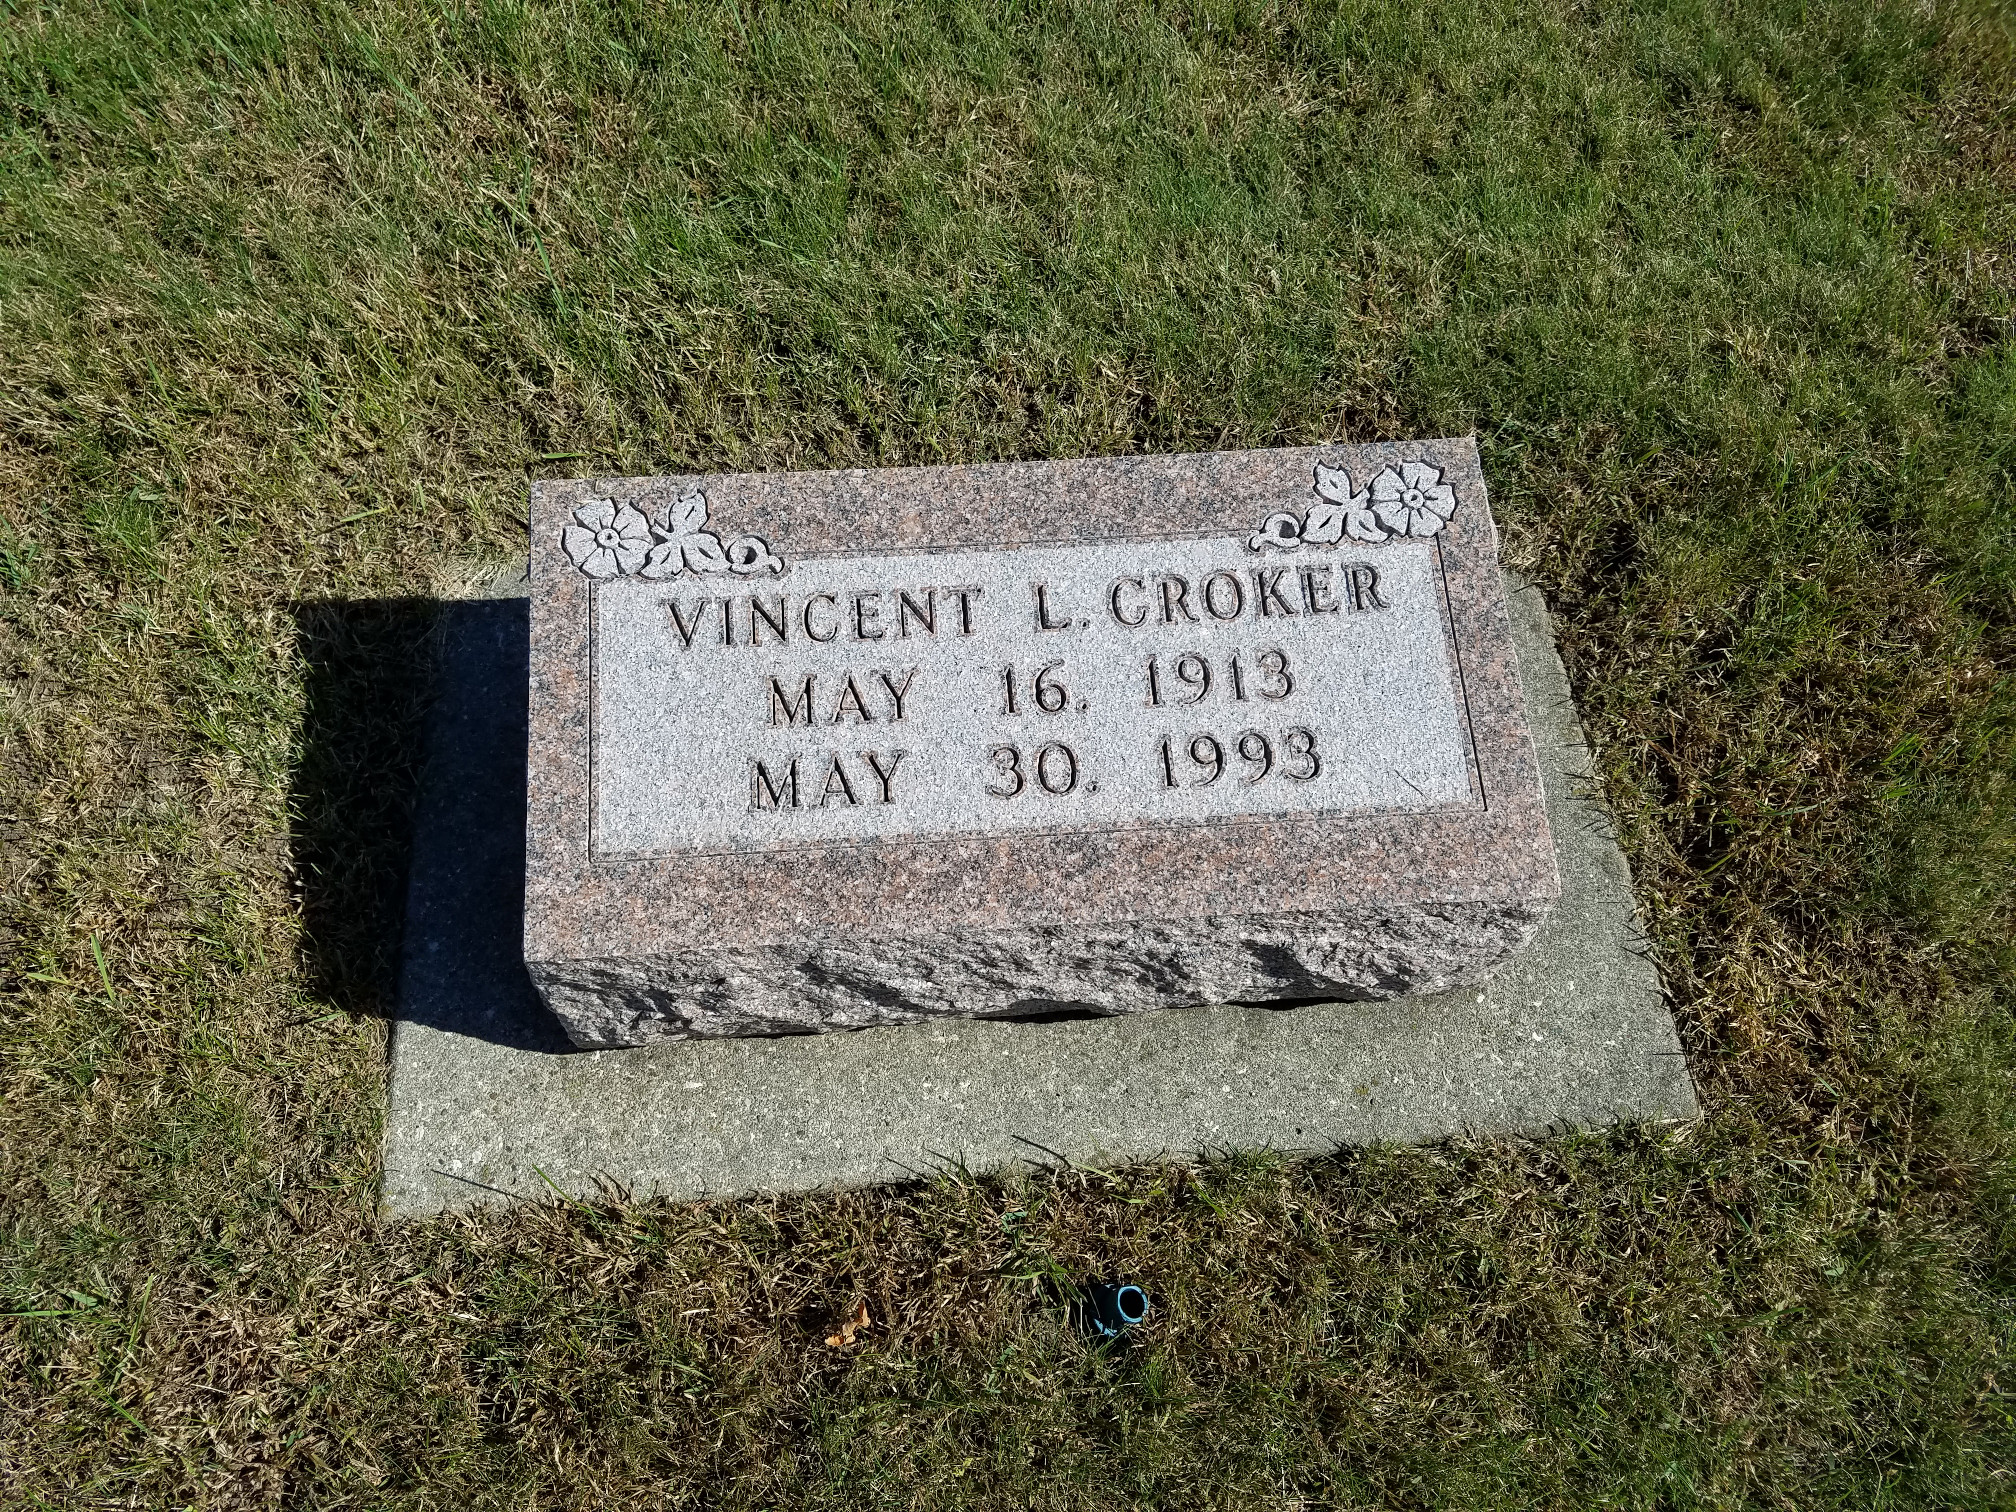 VINCENT L. CROKER
MAY 16. 1913
MAY 30. 1993